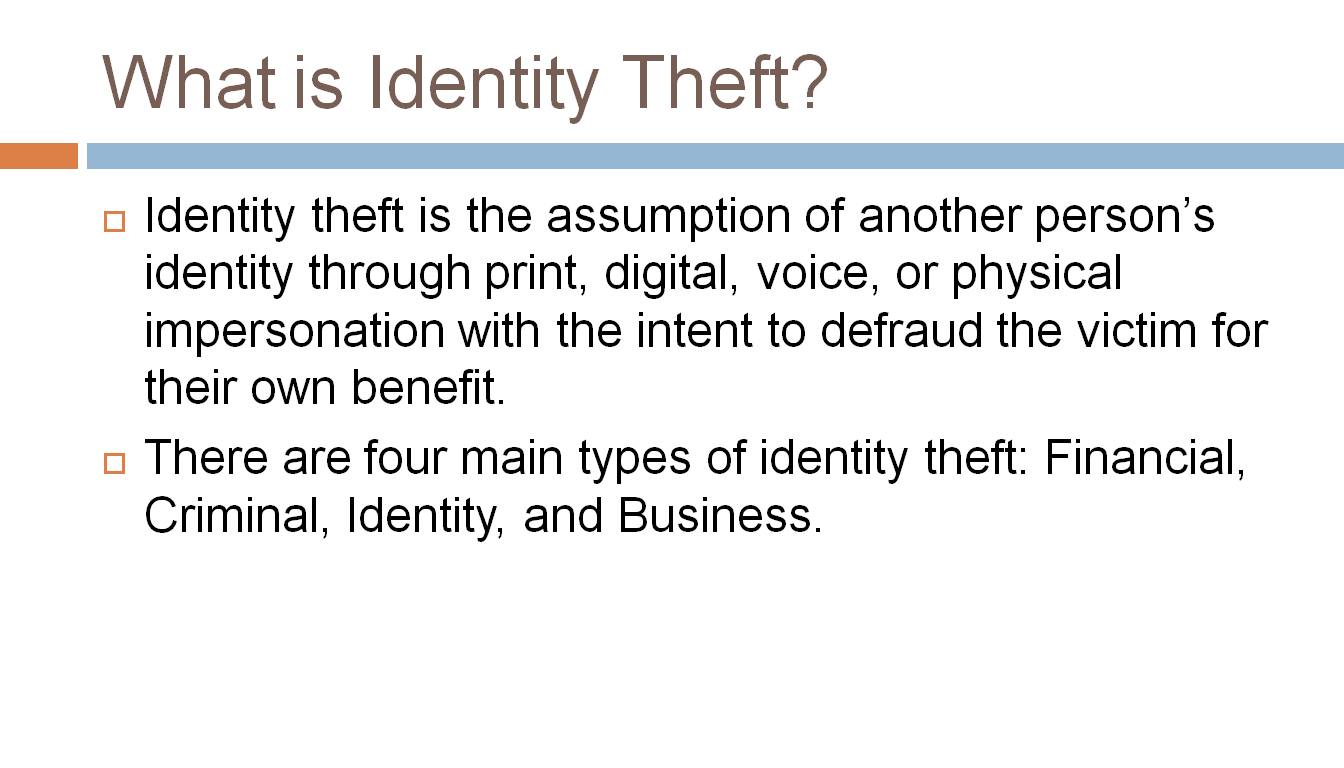 What is Identity Theft?
Identity theft is the assumption of another person’s
identity through print, digital, voice, or physical
impersonation with the intent to defraud the victim for
their own benefit.
There are four main types of identity theft: Financial,
Criminal, Identity, and Business.